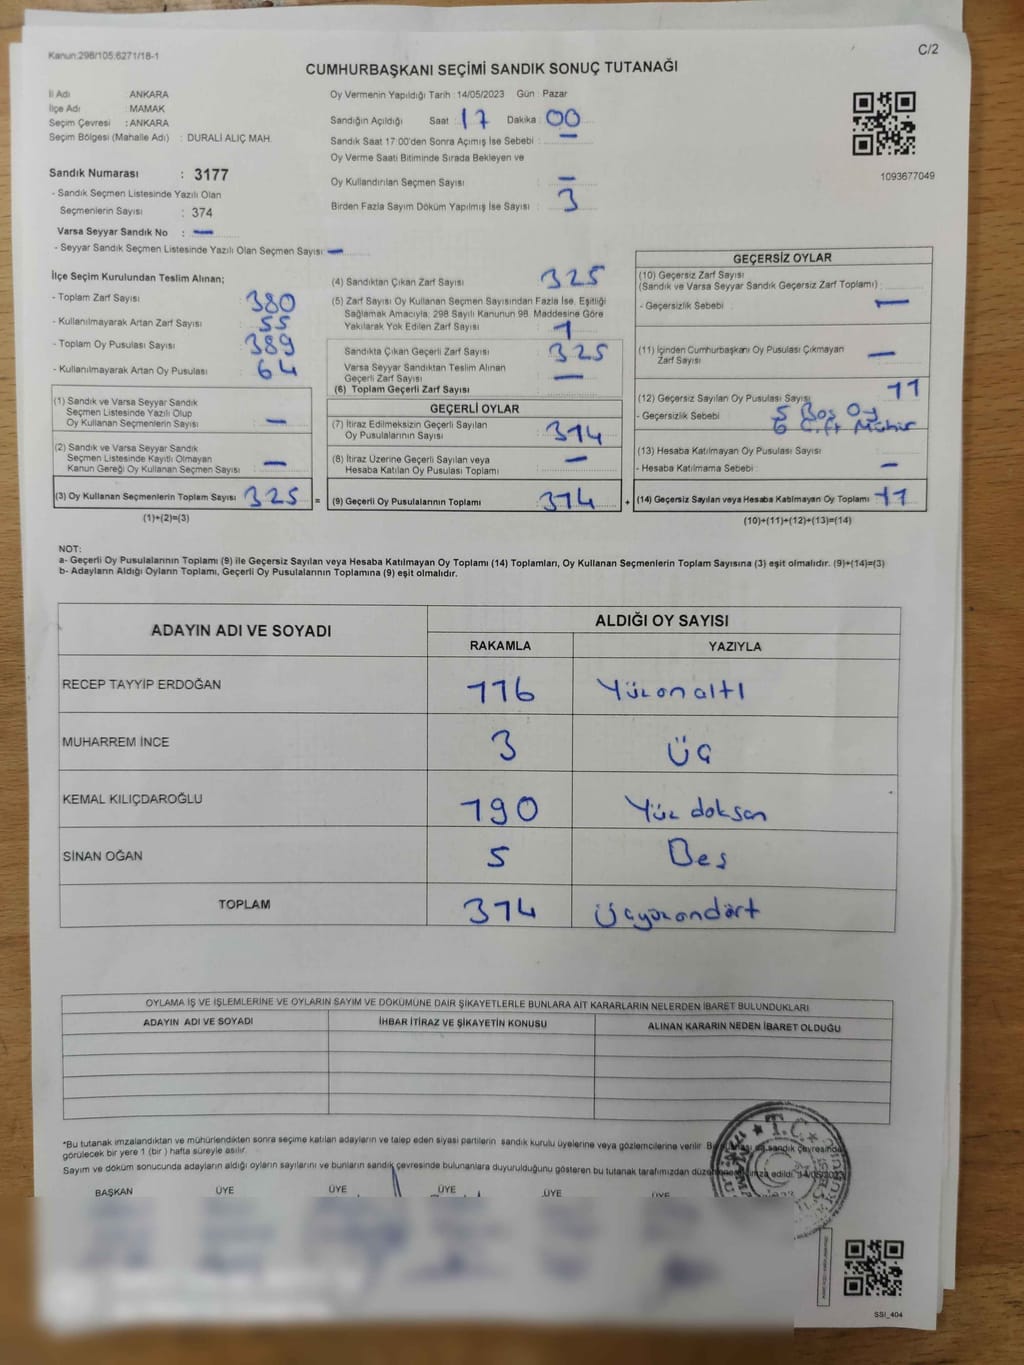 Kanun:298/105:6271/18-1
C/2
CUMHURBAŞKANI SEÇİMİ SANDIK SONUÇ TUTANAĞI
İl Adı ANKARA
İlçe Adı : MAMAK
Seçim Çevresi : ANKARA
Seçim Bölgesi (Mahalle Adı) : DURALİ ALIÇ MAH.
Oy Vermenin Yapıldığı Tarih : 14/05/2023 Gün : Pazar
Sandığın Açıldığı Saat : 17 Dakika : 00
Sandık Saat 17:00'den Sonra Açımış İse Sebebi : —
Oy Verme Saati Bitiminde Sırada Bekleyen ve
Oy Kullandırılan Seçmen Sayısı : —
Birden Fazla Sayım Döküm Yapılmış İse Sayısı : 3
1093677049
Sandık Numarası : 3177
- Sandık Seçmen Listesinde Yazılı Olan
Seçmenlerin Sayısı : 374
Varsa Seyyar Sandık No : —
- Seyyar Sandık Seçmen Listesinde Yazılı Olan Seçmen Sayısı : —
İlçe Seçim Kurulundan Teslim Alınan;
- Toplam Zarf Sayısı : 380
- Kullanılmayarak Artan Zarf Sayısı : 55
- Toplam Oy Pusulası Sayısı : 389
- Kullanılmayarak Artan Oy Pusulası : 64
(1) Sandık ve Varsa Seyyar Sandık
Seçmen Listesinde Yazılı Olup
Oy Kullanan Seçmenlerin Sayısı : —
(2) Sandık ve Varsa Seyyar Sandık
Seçmen Listesinde Kayıtlı Olmayan
Kanun Gereği Oy Kullanan Seçmen Sayısı : —
(3) Oy Kullanan Seçmenlerin Toplam Sayısı : 325 =
(1)+(2)=(3)
(4) Sandıktan Çıkan Zarf Sayısı : 325
(5) Zarf Sayısı Oy Kullanan Seçmen Sayısından Fazla İse, Eşitliği
Sağlamak Amacıyla; 298 Sayılı Kanunun 98. Maddesine Göre
Yakılarak Yok Edilen Zarf Sayısı : 1
Sandıkta Çıkan Geçerli Zarf Sayısı : 325
Varsa Seyyar Sandıktan Teslim Alınan
Geçerli Zarf Sayısı : —
(6) Toplam Geçerli Zarf Sayısı
GEÇERLİ OYLAR
(7) İtiraz Edilmeksizin Geçerli Sayılan
Oy Pusulalarının Sayısı : 314
(8) İtiraz Üzerine Geçerli Sayılan veya
Hesaba Katılan Oy Pusulası Toplamı : —
(9) Geçerli Oy Pusulalarının Toplamı : 314 +
GEÇERSİZ OYLAR
(10) Geçersiz Zarf Sayısı
(Sandık ve Varsa Seyyar Sandık Geçersiz Zarf Toplamı) :
- Geçersizlik Sebebi : —
(11) İçinden Cumhurbaşkanı Oy Pusulası Çıkmayan
Zarf Sayısı : —
(12) Geçersiz Sayılan Oy Pusulası Sayısı : 11
- Geçersizlik Sebebi : 5 Boş Oy
6 Çift Mühür
(13) Hesaba Katılmayan Oy Pusulası Sayısı :
- Hesaba Katılmama Sebebi : —
(14) Geçersiz Sayılan veya Hesaba Katılmayan Oy Toplamı : 11
(10)+(11)+(12)+(13)=(14)
NOT:
a- Geçerli Oy Pusulalarının Toplamı (9) ile Geçersiz Sayılan veya Hesaba Katılmayan Oy Toplamı (14) Toplamları, Oy Kullanan Seçmenlerin Toplam Sayısına (3) eşit olmalıdır. (9)+(14)=(3)
b- Adayların Aldığı Oyların Toplamı, Geçerli Oy Pusulalarının Toplamına (9) eşit olmalıdır.
ADAYIN ADI VE SOYADI ALDIĞI OY SAYISI
RAKAMLA YAZIYLA
RECEP TAYYİP ERDOĞAN 116 Yüzonaltı
MUHARREM İNCE 3 Üç
KEMAL KILIÇDAROĞLU 190 Yüz doksan
SİNAN OĞAN 5 Beş
TOPLAM 314 Üçyüzondört
OYLAMA İŞ VE İŞLEMLERİNE VE OYLARIN SAYIM VE DÖKÜMÜNE DAİR ŞİKAYETLERLE BUNLARA AİT KARARLARIN NELERDEN İBARET BULUNDUKLARI
ADAYIN ADI VE SOYADI İHBAR İTİRAZ VE ŞİKAYETİN KONUSU ALINAN KARARIN NEDEN İBARET OLDUĞU
*Bu tutanak imzalandıktan ve mühürlendikten sonra seçime katılan adayların ve talep eden siyasi partilerin sandık kurulu üyelerine veya gözlemcilerine verilir. sandık çevresinde
görülecek bir yere 1 (bir ) hafta süreyle asılır.
Sayım ve döküm sonucunda adayların aldığı oyların sayılarını ve bunların sandık çevresinde bulunanlara duyurulduğunu gösteren bu tutanak tarafımızdan imza edildi.
BAŞKAN ÜYE ÜYE ÜYE ÜYE ÜYE
T.C.
SSI_404